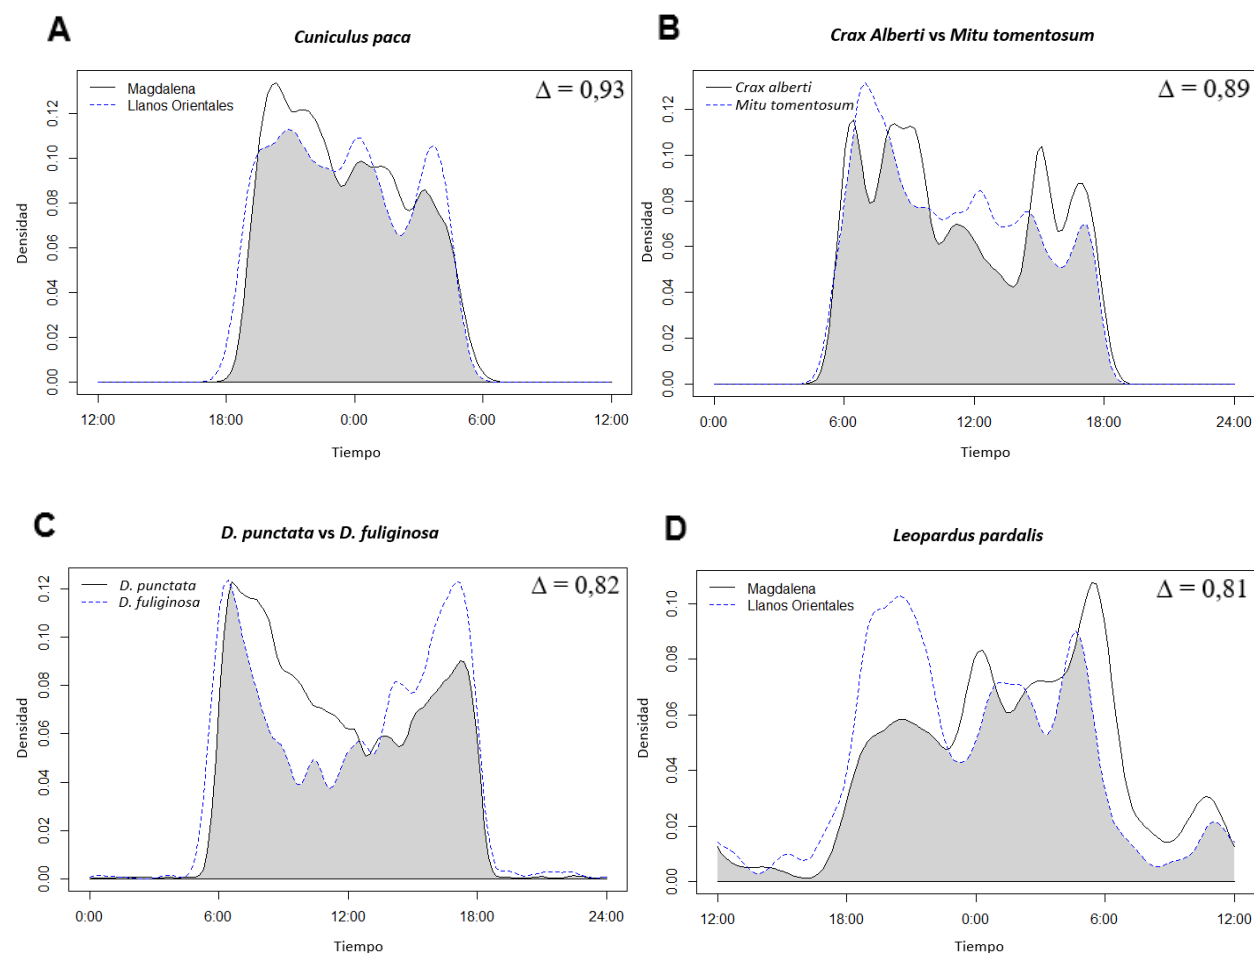 A
Cuniculus paca
Magdalena
Llanos Orientales
Δ = 0,93
Densidad
0.00
0.02
0.04
0.06
0.08
0.10
0.12
12:00
18:00
0:00
6:00
12:00
Tiempo
B
Crax Alberti vs Mitu tomentosum
Crax alberti
Mitu tomentosum
Δ = 0,89
Densidad
0.00
0.02
0.04
0.06
0.08
0.10
0.12
0:00
6:00
12:00
18:00
24:00
Tiempo
C
D. punctata vs D. fuliginosa
D. punctata
D. fuliginosa
Δ = 0,82
Densidad
0.00
0.02
0.04
0.06
0.08
0.10
0.12
0:00
6:00
12:00
18:00
24:00
Tiempo
D
Leopardus pardalis
Magdalena
Llanos Orientales
Δ = 0,81
Densidad
0.00
0.02
0.04
0.06
0.08
0.10
12:00
18:00
0:00
6:00
12:00
Tiempo